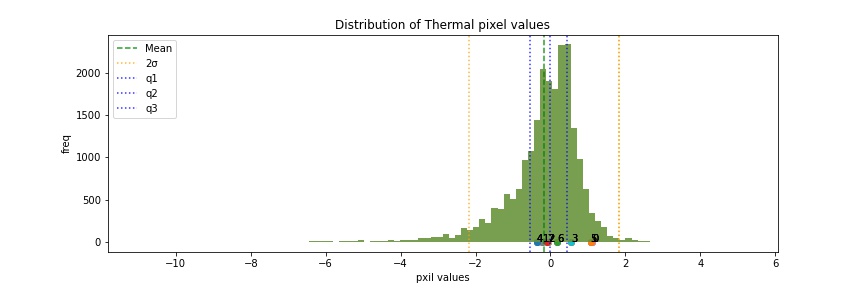 Distribution of Thermal pixel values
Mean
2σ
q1
q2
q3
freq
2000
1500
1000
500
0
4
6
3
−10 −8 −6 −4 −2 0 2 4 6
pxil values